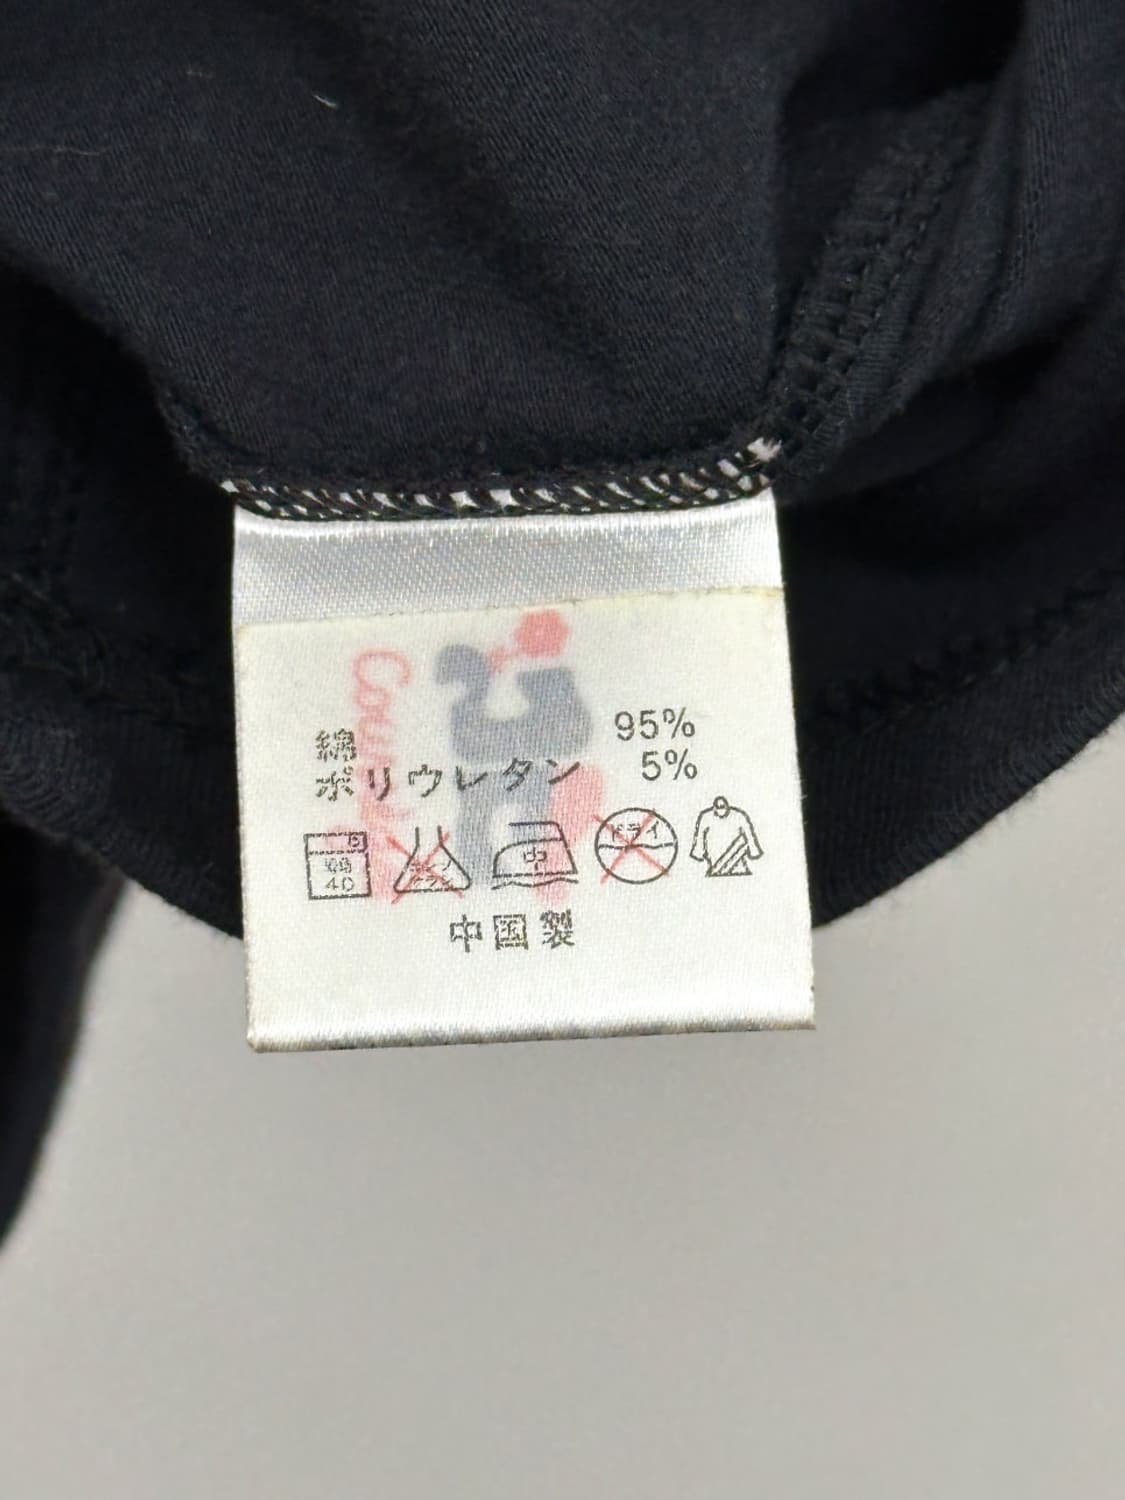 綿 95%
ポリウレタン 5%
40 中 ドライ
中国製